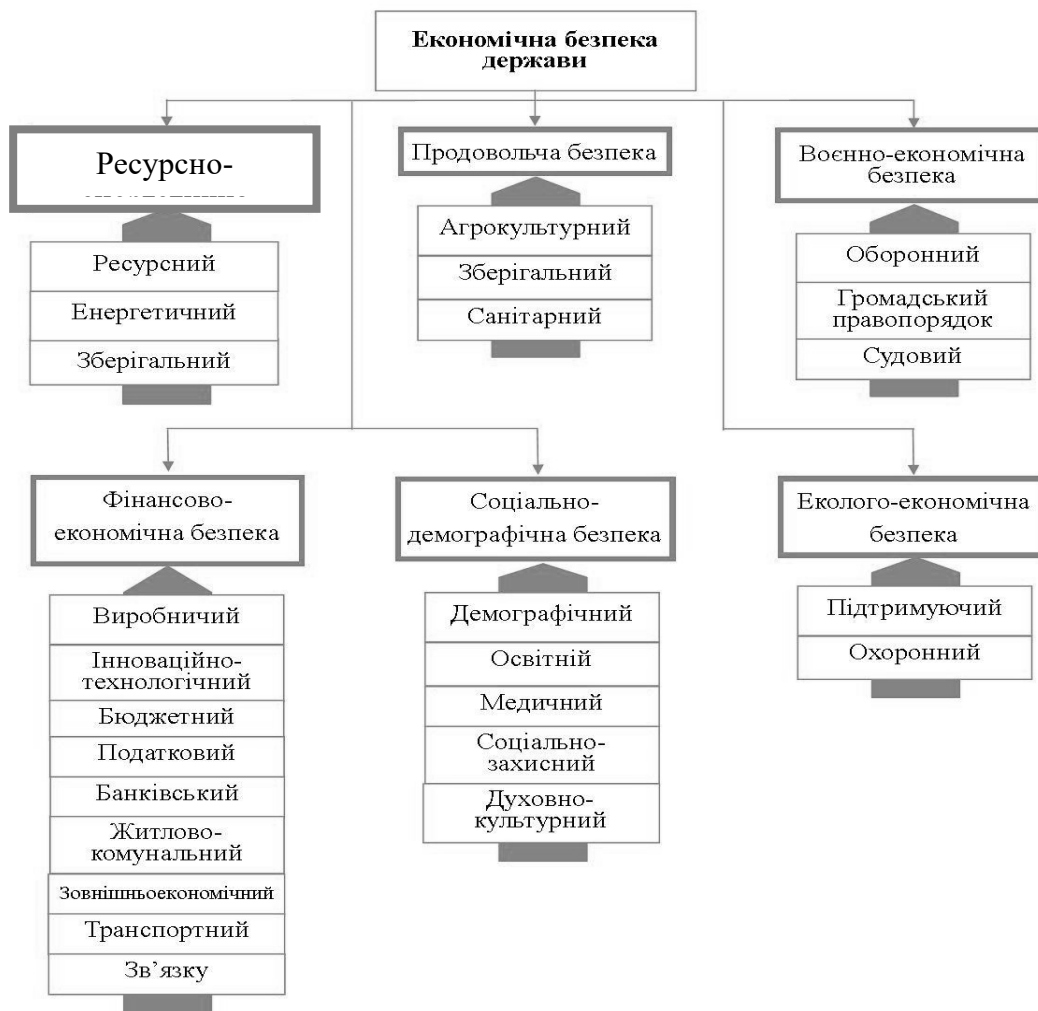 Економічна безпека
держави
Ресурсно-
Продовольча безпека
Воєнно-економічна
безпека
Ресурсний
Енергетичний
Зберігальний
Агрокультурний
Зберігальний
Санітарний
Оборонний
Громадський
правопорядок
Судовий
Фінансово-
економічна безпека
Соціально-
демографічна безпека
Еколого-економічна
безпека
Виробничий
Інноваційно-
технологічний
Бюджетний
Податковий
Банківський
Житлово-
комунальний
Зовнішньоекономічний
Транспортний
Зв’язку
Демографічний
Освітній
Медичний
Соціально-
захисний
Духовно-
культурний
Підтримуючий
Охоронний